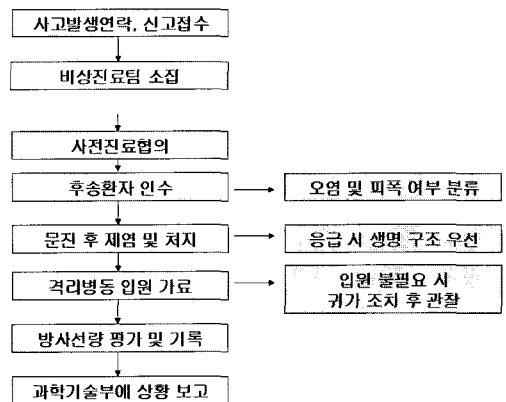 사고발생연락, 신고접수
비상진료팀 소집
사전진료협의
후송환자 인수
오염 및 피폭 여부 분류
문진 후 제염 및 처치
응급 시 생명 구조 우선
격리병동 입원 가료
입원 불필요 시
귀가 조치 후 관찰
방사선량 평가 및 기록
과학기술부에 상황 보고